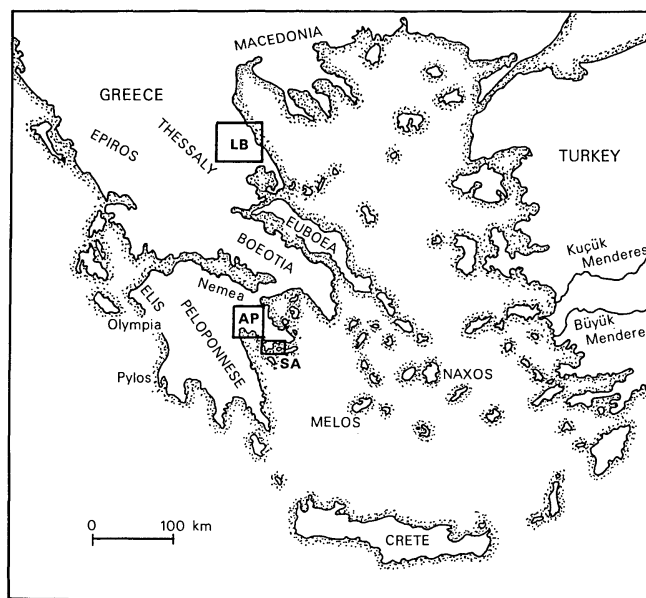 MACEDONIA
GREECE
THESSALY
LB
EPIROS
TURKEY
EUBOEA
BOEOTIA
Kuçük
Menderes
Nemea
ELIS
Büyük
Mendere
AP
Olympia
PELOPONNESE
SA
NAXOS
Pylos
MELOS
0 100 km
CRETE